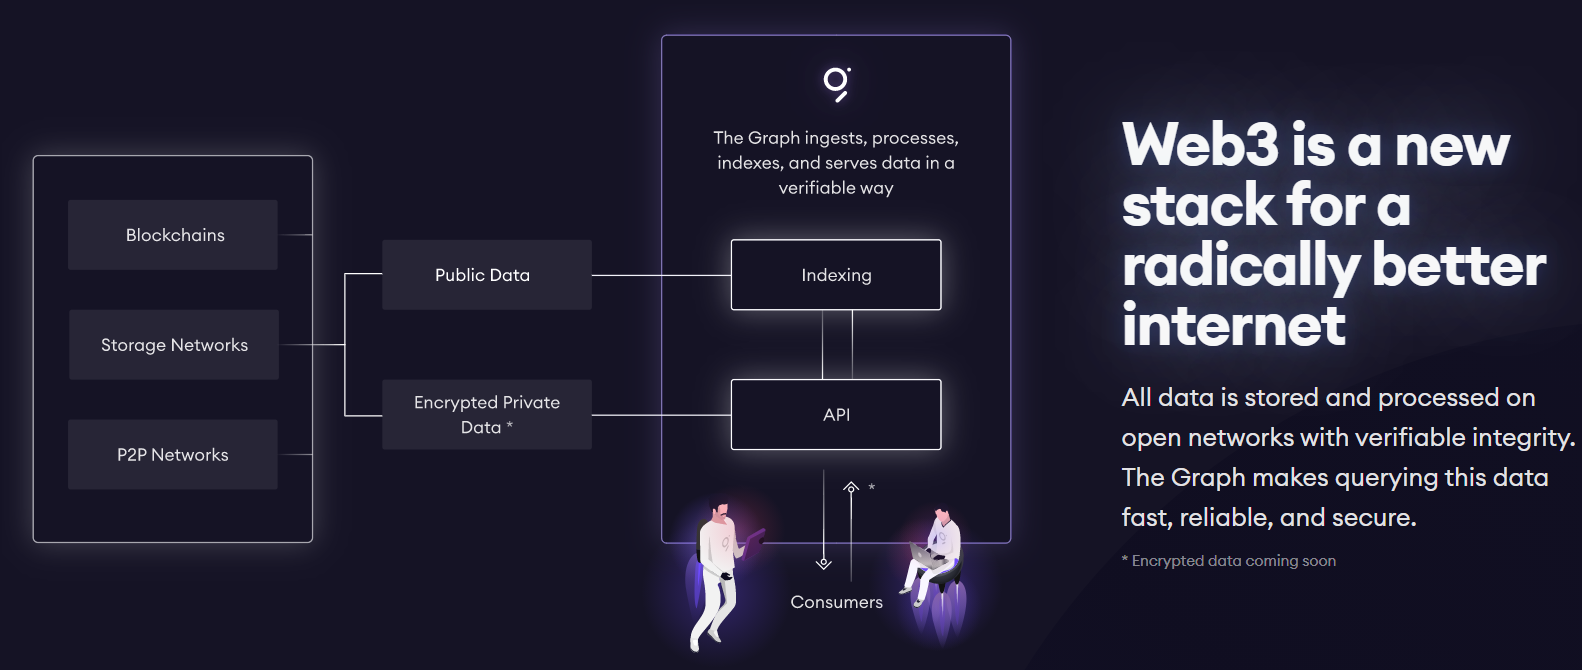 The Graph ingests, processes,
indexes, and serves data in a
verifiable way
Blockchains
Storage Networks
P2P Networks
Public Data
Encrypted Private
Data *
Indexing
API
*
Consumers
Web3 is a new
stack for a
radically better
internet
All data is stored and processed on
open networks with verifiable integrity.
The Graph makes querying this data
fast, reliable, and secure.
* Encrypted data coming soon